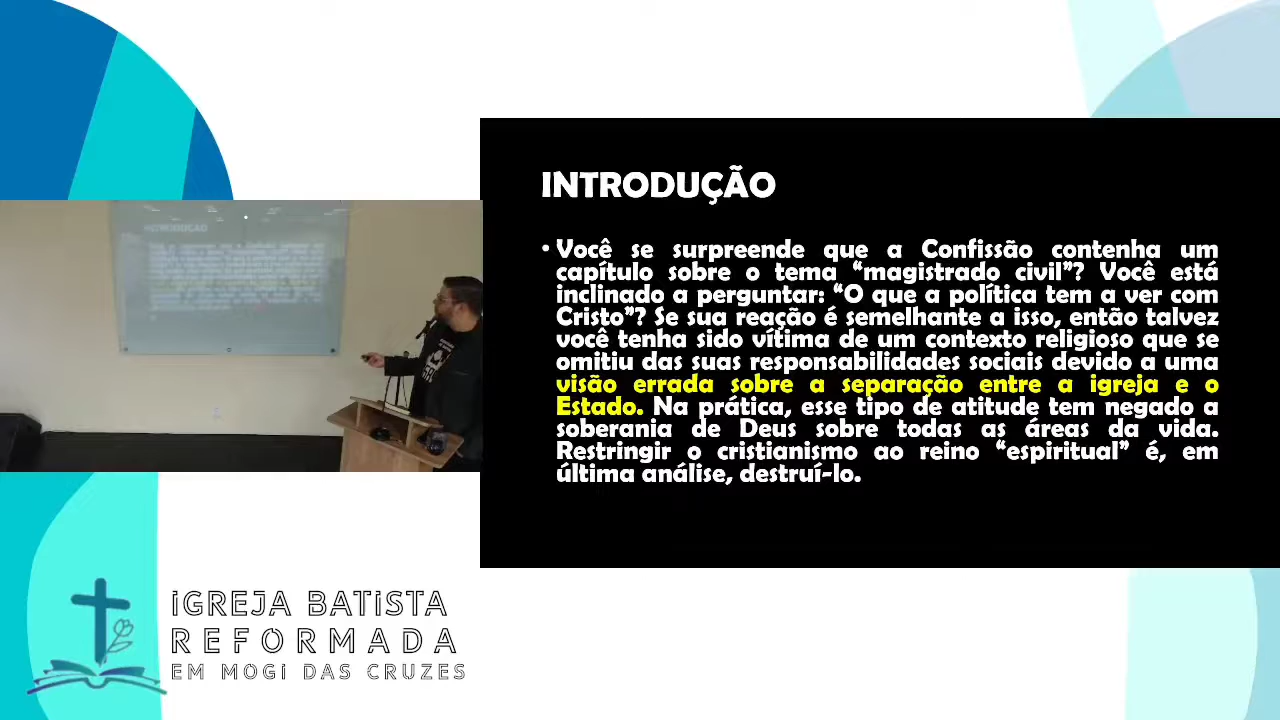 INTRODUÇÃO
• Você se surpreende que a Confissão contenha um
capítulo sobre o tema “magistrado civil”? Você está
inclinado a perguntar: “O que a política tem a ver com
Cristo”? Se sua reação é semelhante a isso, então talvez
você tenha sido vítima de um contexto religioso que se
omitiu das suas responsabilidades sociais devido a uma
visão errada sobre a separação entre a igreja e o
Estado. Na prática, esse tipo de atitude tem negado a
soberania de Deus sobre todas as áreas da vida.
Restringir o cristianismo ao reino “espiritual” é, em
última análise, destruí-lo.
INTRODUÇÃO
iGREJA BATiSTA
REFORMADA
EM MOGi DAS CRUZES